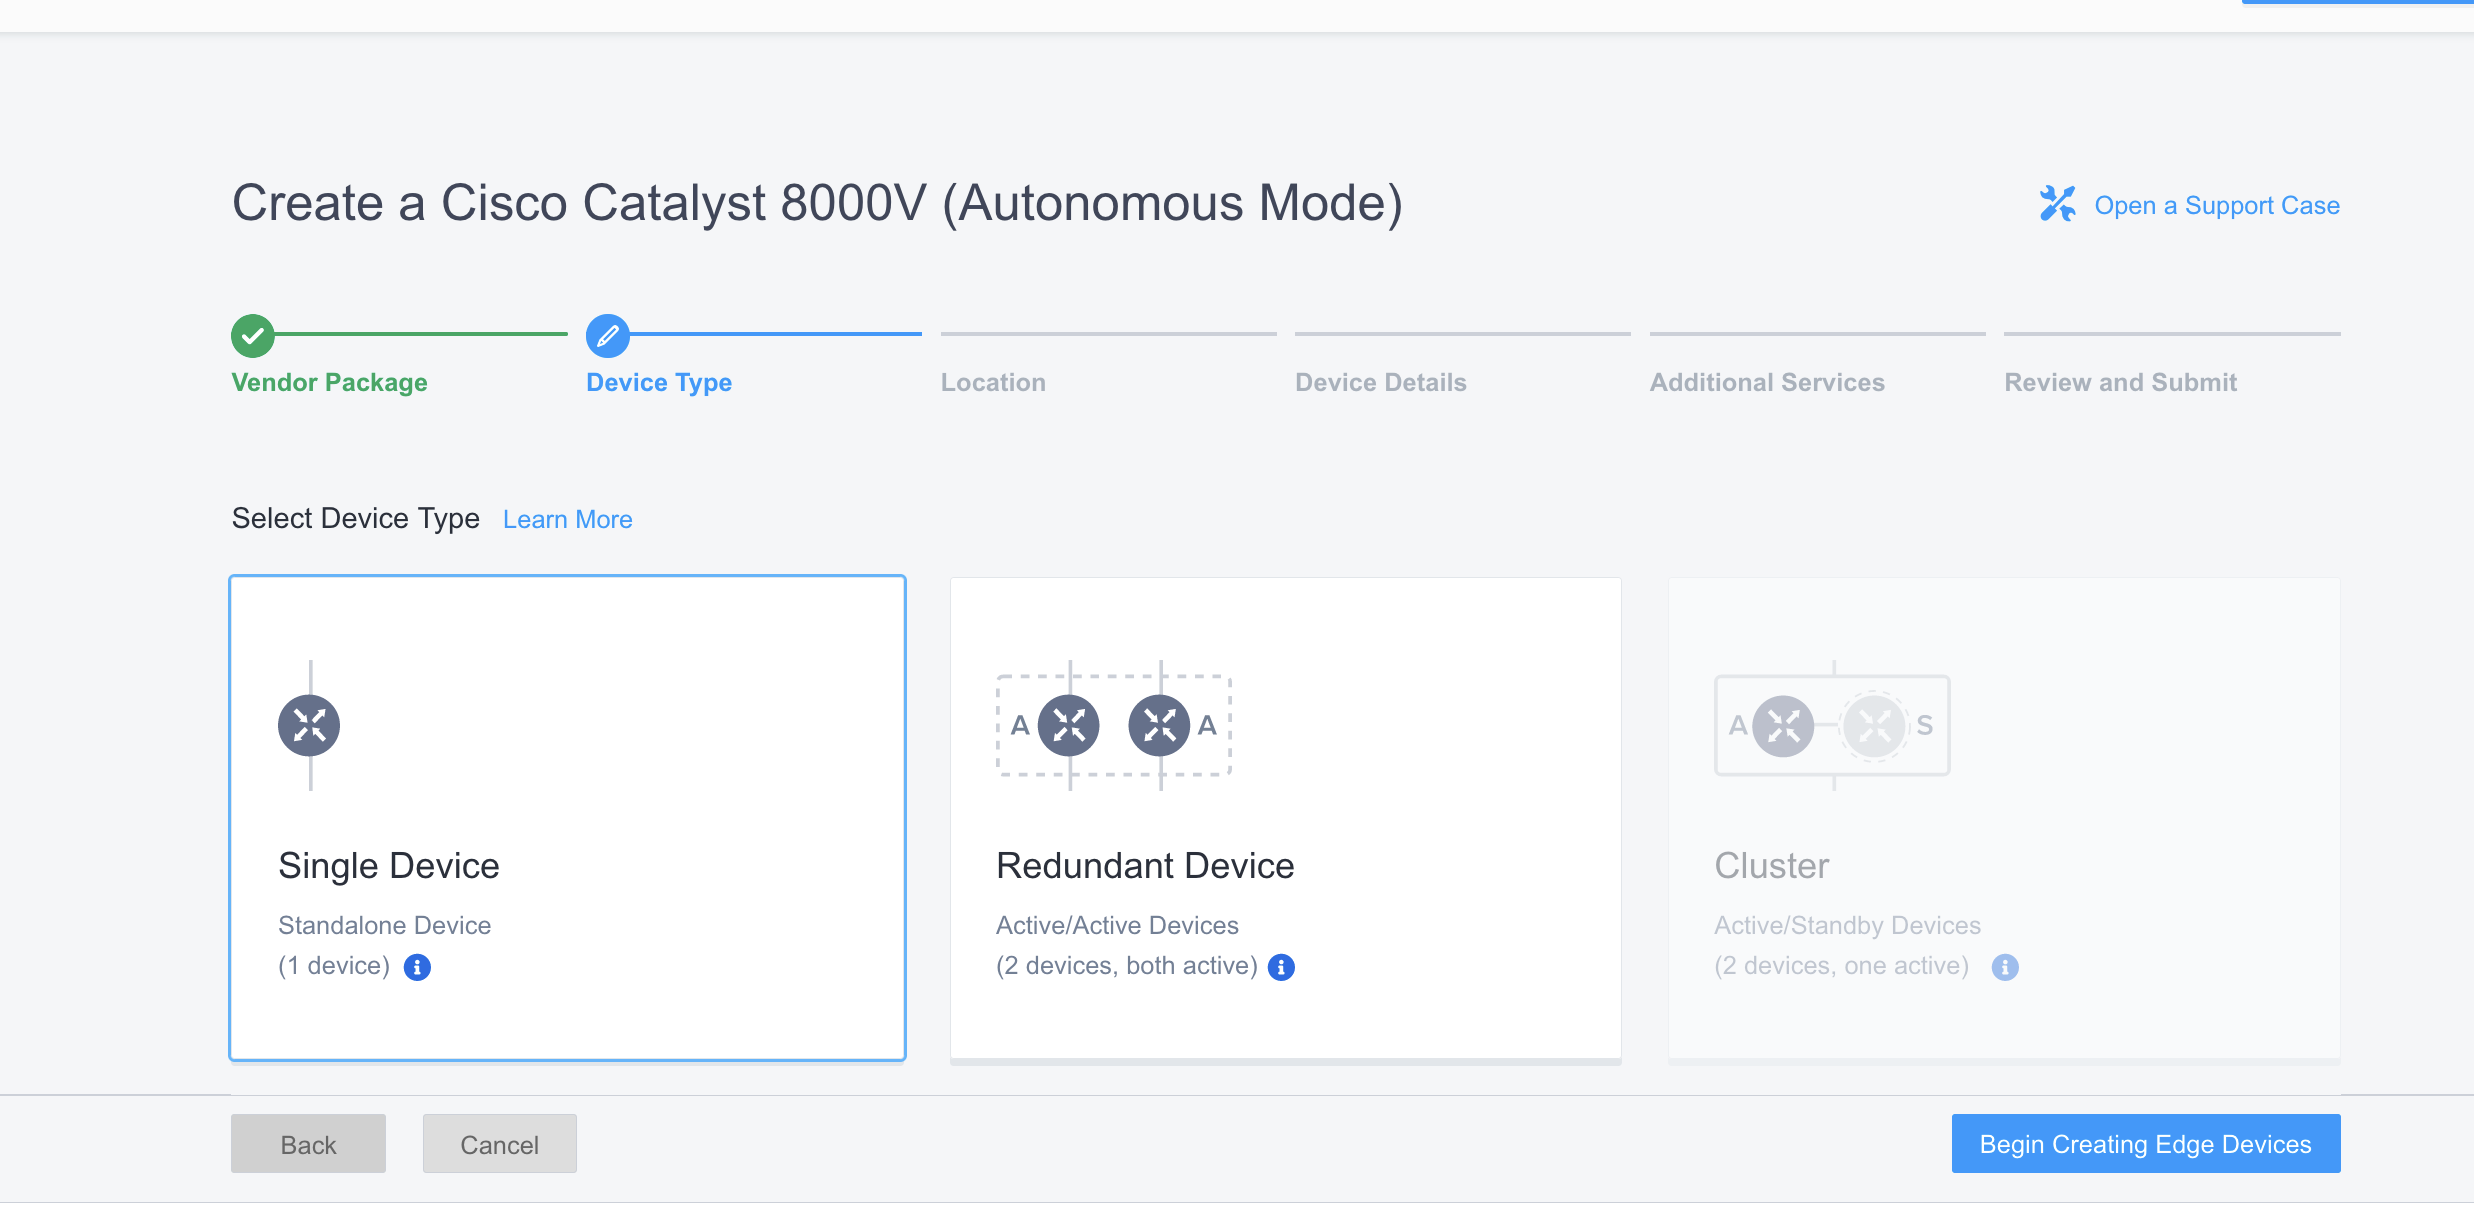 Create a Cisco Catalyst 8000V (Autonomous Mode)
Open a Support Case
Vendor Package
Device Type
Location
Device Details
Additional Services
Review and Submit
Select Device Type Learn More
A A
A S
Single Device
Standalone Device
(1 device)
Redundant Device
Active/Active Devices
(2 devices, both active)
Cluster
Active/Standby Devices
(2 devices, one active)
Back
Cancel
Begin Creating Edge Devices